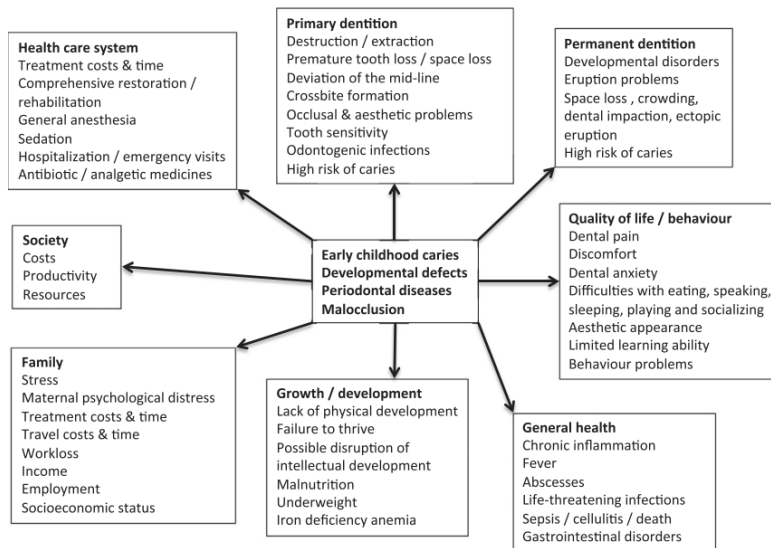 Health care system
Treatment costs & time
Comprehensive restoration /
rehabilitation
General anesthesia
Sedation
Hospitalization / emergency visits
Antibiotic / analgetic medicines
Primary dentition
Destruction / extraction
Premature tooth loss / space loss
Deviation of the mid-line
Crossbite formation
Occlusal & aesthetic problems
Tooth sensitivity
Odontogenic infections
High risk of caries
Permanent dentition
Developmental disorders
Eruption problems
Space loss , crowding,
dental impaction, ectopic
eruption
High risk of caries
Society
Costs
Productivity
Resources
Early childhood caries
Developmental defects
Periodontal diseases
Malocclusion
Quality of life / behaviour
Dental pain
Discomfort
Dental anxiety
Difficulties with eating, speaking,
sleeping, playing and socializing
Aesthetic appearance
Limited learning ability
Behaviour problems
Family
Stress
Maternal psychological distress
Treatment costs & time
Travel costs & time
Workloss
Income
Employment
Socioeconomic status
Growth / development
Lack of physical development
Failure to thrive
Possible disruption of
intellectual development
Malnutrition
Underweight
Iron deficiency anemia
General health
Chronic inflammation
Fever
Abscesses
Life-threatening infections
Sepsis / cellulitis / death
Gastrointestinal disorders